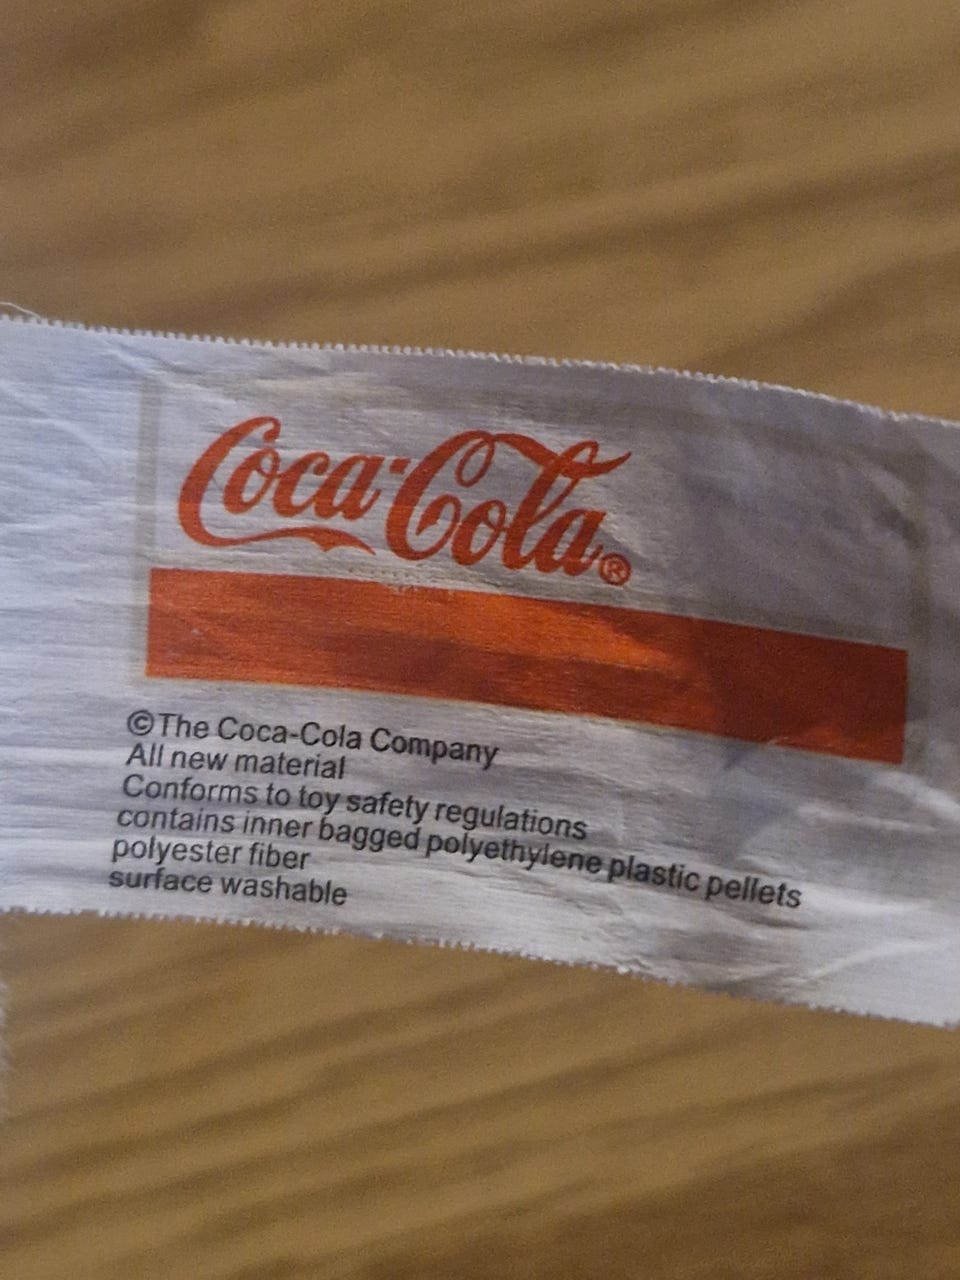 Coca-Cola®
©The Coca-Cola Company
All new material
Conforms to toy safety regulations
contains inner bagged polyethylene plastic pellets
polyester fiber
surface washable